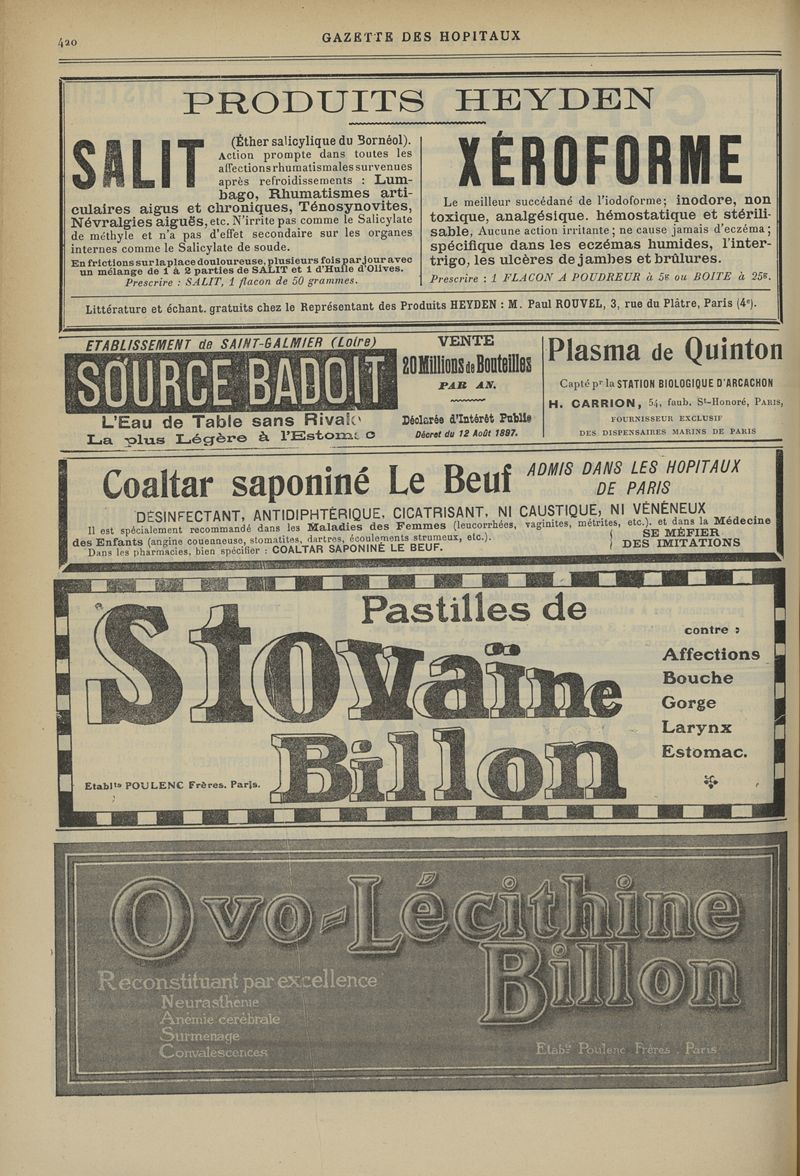 420
GAZETTE DES HOPITAUX
PRODUITS HEYDEN
SALIT
(Éther salicylique du Bornéol).
Action prompte dans toutes les
affections rhumatismales survenues
après refroidissements : Lum-
bago, Rhumatismes arti-
culaires aigus et chroniques, Ténosynovites,
Névralgies aiguës, etc. N'irrite pas comme le Salicylate
de méthyle et n'a pas d'effet secondaire sur les organes
internes comme le Salicylate de soude.
En frictions sur la place douloureuse, plusieurs fois par jour avec
un mélange de 1 à 2 parties de SALIT et 1 d'Huile d'Olives.
Prescrire : SALIT, 1 flacon de 50 grammes.
XÉROFORME
Le meilleur succédané de l'iodoforme; inodore, non
toxique, analgésique. hémostatique et stérili-
sable, Aucune action irritante; ne cause jamais d'eczéma;
spécifique dans les eczémas humides, l'inter-
trigo, les ulcères de jambes et brûlures.
Prescrire : 1 FLACON A POUDREUR à 5g ou BOITE à 25g.
Littérature et échant. gratuits chez le Représentant des Produits HEYDEN : M. Paul ROUVEL, 3, rue du Plâtre, Paris (4e).
ETABLISSEMENT de SAINT-GALMIER (Loire)
SOURCE BADOIT
L'Eau de Table sans Rivale
La plus Légère à l'Estomac
VENTE
20 Millions de Bouteilles
PAR AN.
Déclarée d'Intérêt Public
Décret du 12 Août 1897.
Plasma de Quinton
Capté pr la STATION BIOLOGIQUE D'ARCACHON
H. CARRION, 54, faub. St-Honoré, PARIS,
FOURNISSEUR EXCLUSIF
DES DISPENSAIRES MARINS DE PARIS
Coaltar saponiné Le Beuf
ADMIS DANS LES HOPITAUX
DE PARIS
DÉSINFECTANT, ANTIDIPHTÉRIQUE, CICATRISANT, NI CAUSTIQUE, NI VÉNÉNEUX
Il est spécialement recommandé dans les Maladies des Femmes (leucorrhées, vaginites, métrites, etc.). et dans la Médecine
des Enfants (angine couenneuse, stomatites, dartres, écoulements strumeux, etc.).
Dans les pharmacies, bien spécifier : COALTAR SAPONINÉ LE BEUF.
SE MÉFIER
DES IMITATIONS
Pastilles de
Stovaïne
Billon
contre :
Affections
Bouche
Gorge
Larynx
Estomac.
Etablts POULENC Frères. Paris.
Ovo-Lécithine
Billon
Reconstituant par excellence
Neurasthénie
Anémie cérébrale
Surmenage
Convalescences
Etabts Poulenc Frères . Paris